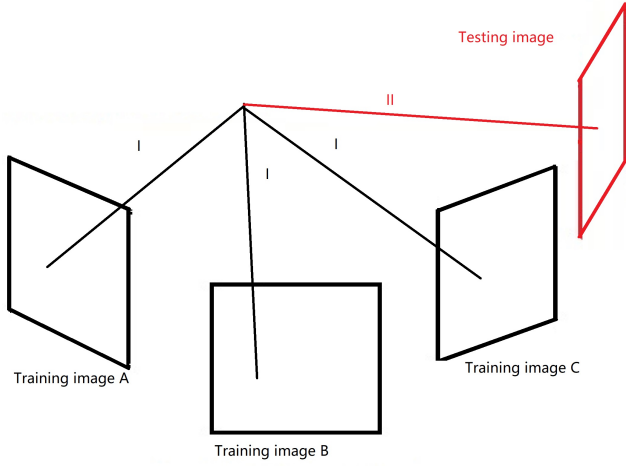 Testing image
II
I
I
I
Training image A
Training image C
Training image B